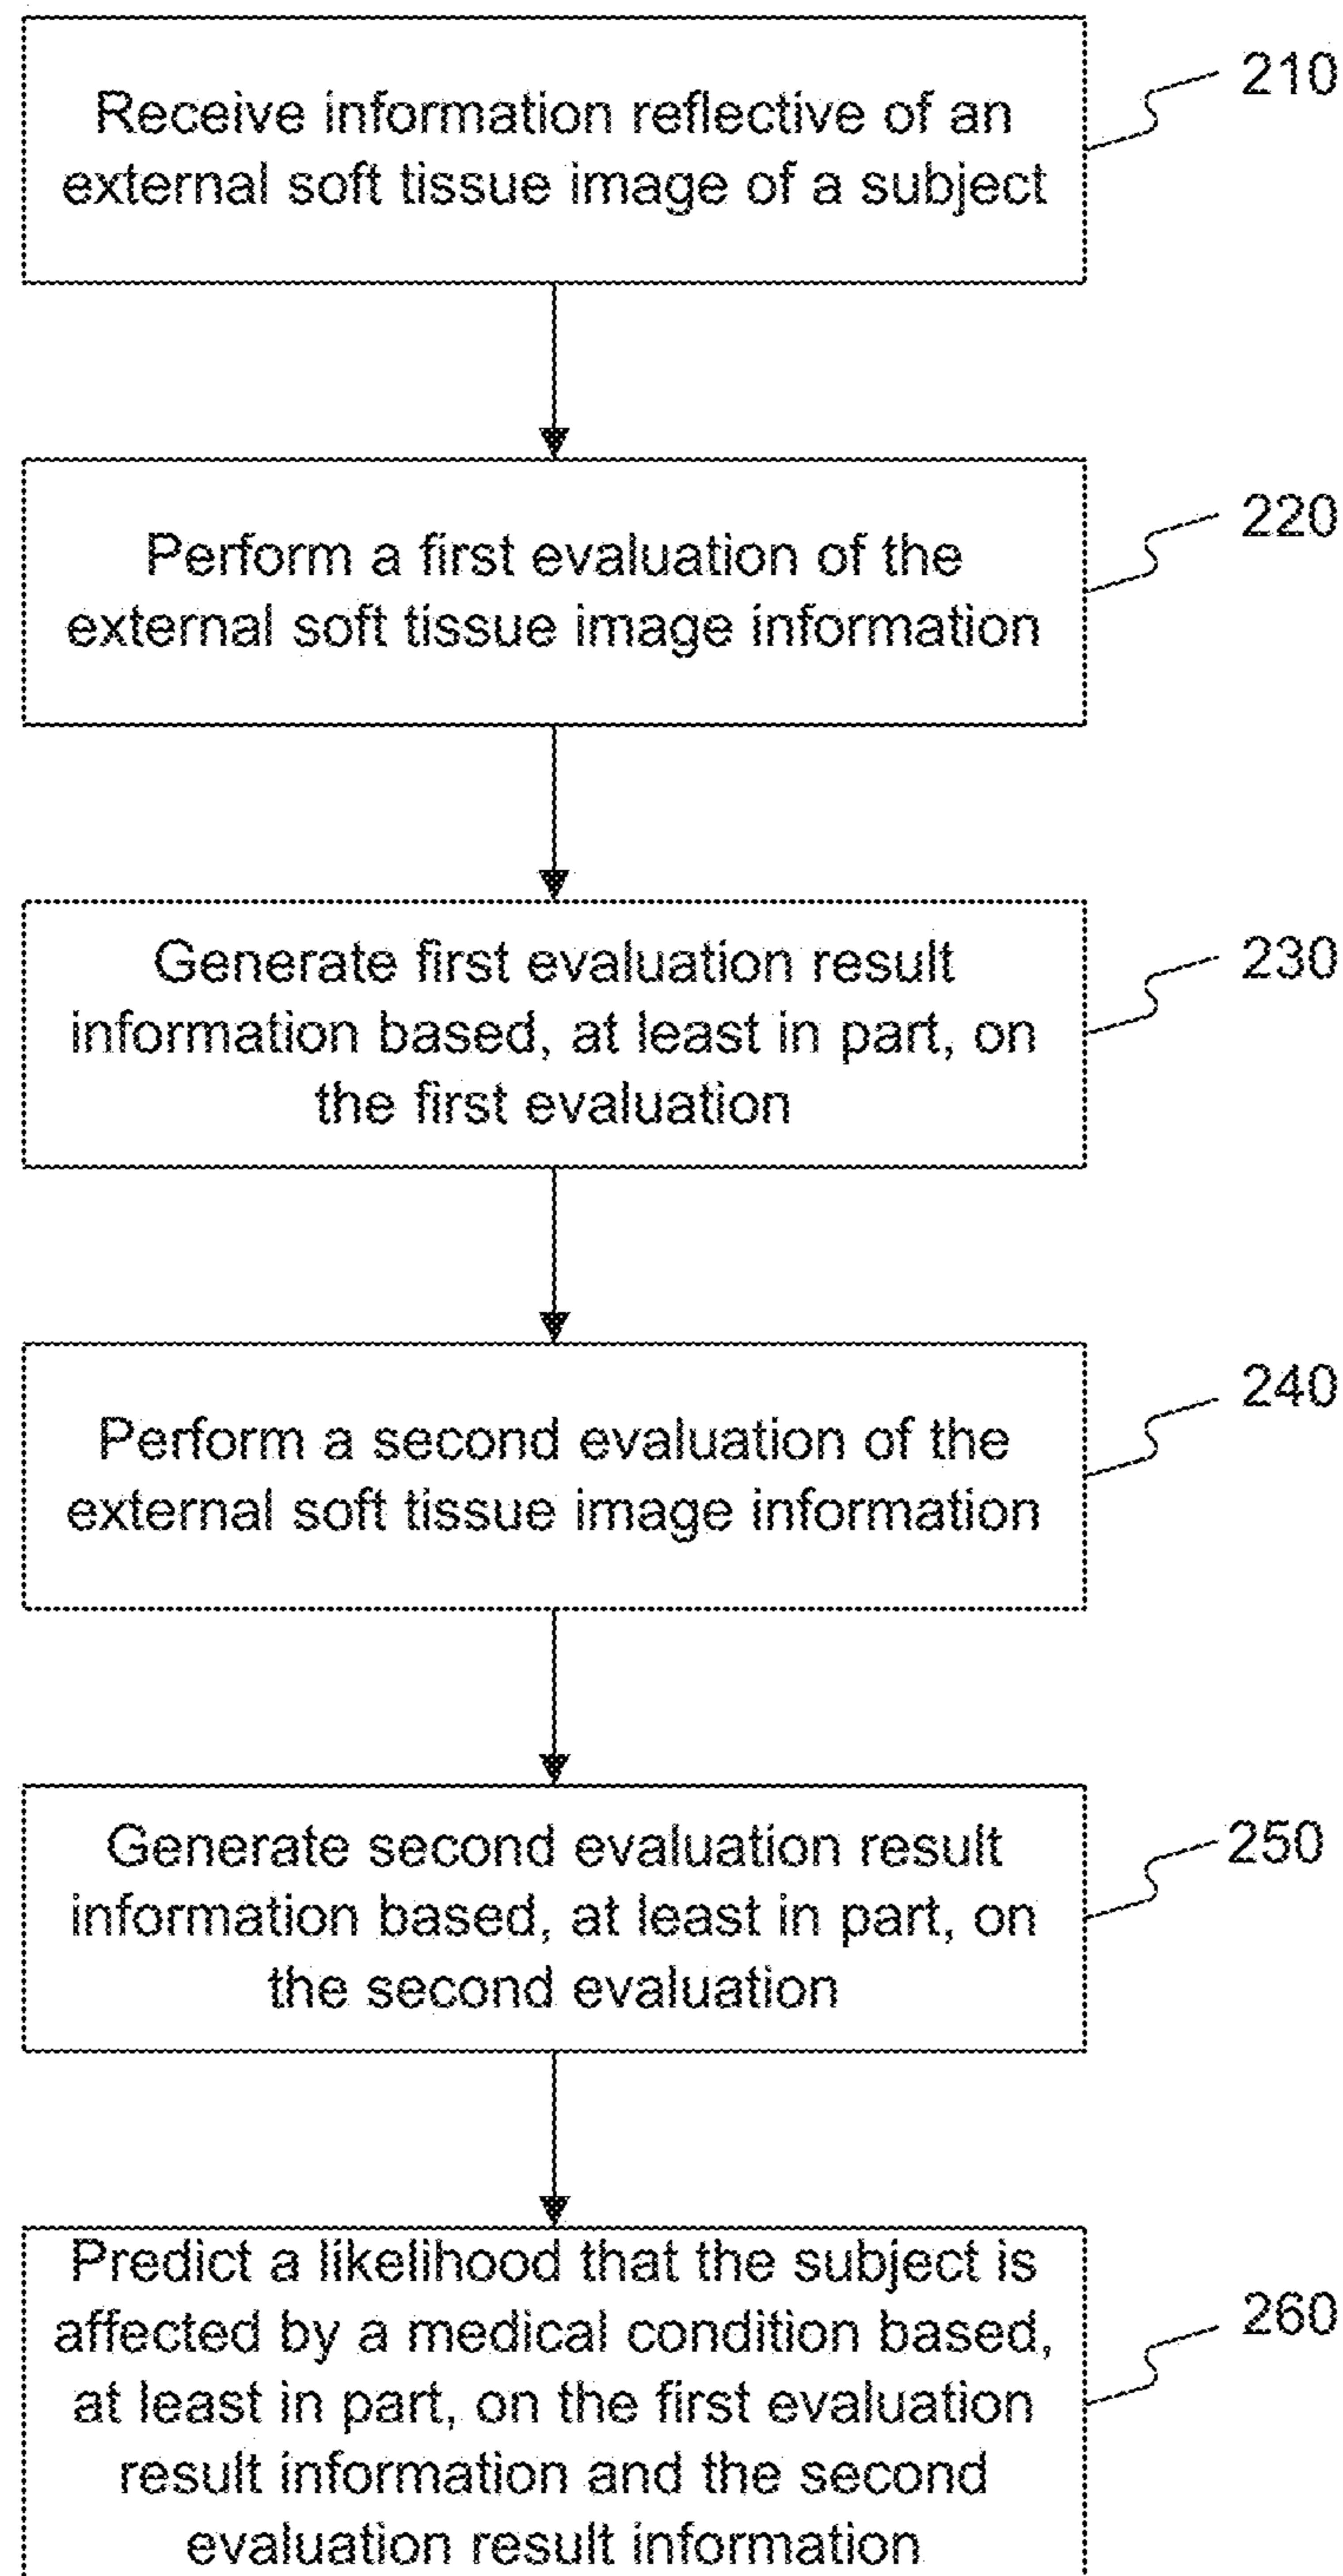 Receive information reflective of an
external soft tissue image of a subject
210
Perform a first evaluation of the
external soft tissue image information
220
Generate first evaluation result
information based, at least in part, on
the first evaluation
230
Perform a second evaluation of the
external soft tissue image information
240
Generate second evaluation result
information based, at least in part, on
the second evaluation
250
Predict a likelihood that the subject is
affected by a medical condition based,
at least in part, on the first evaluation
result information and the second
evaluation result information
260